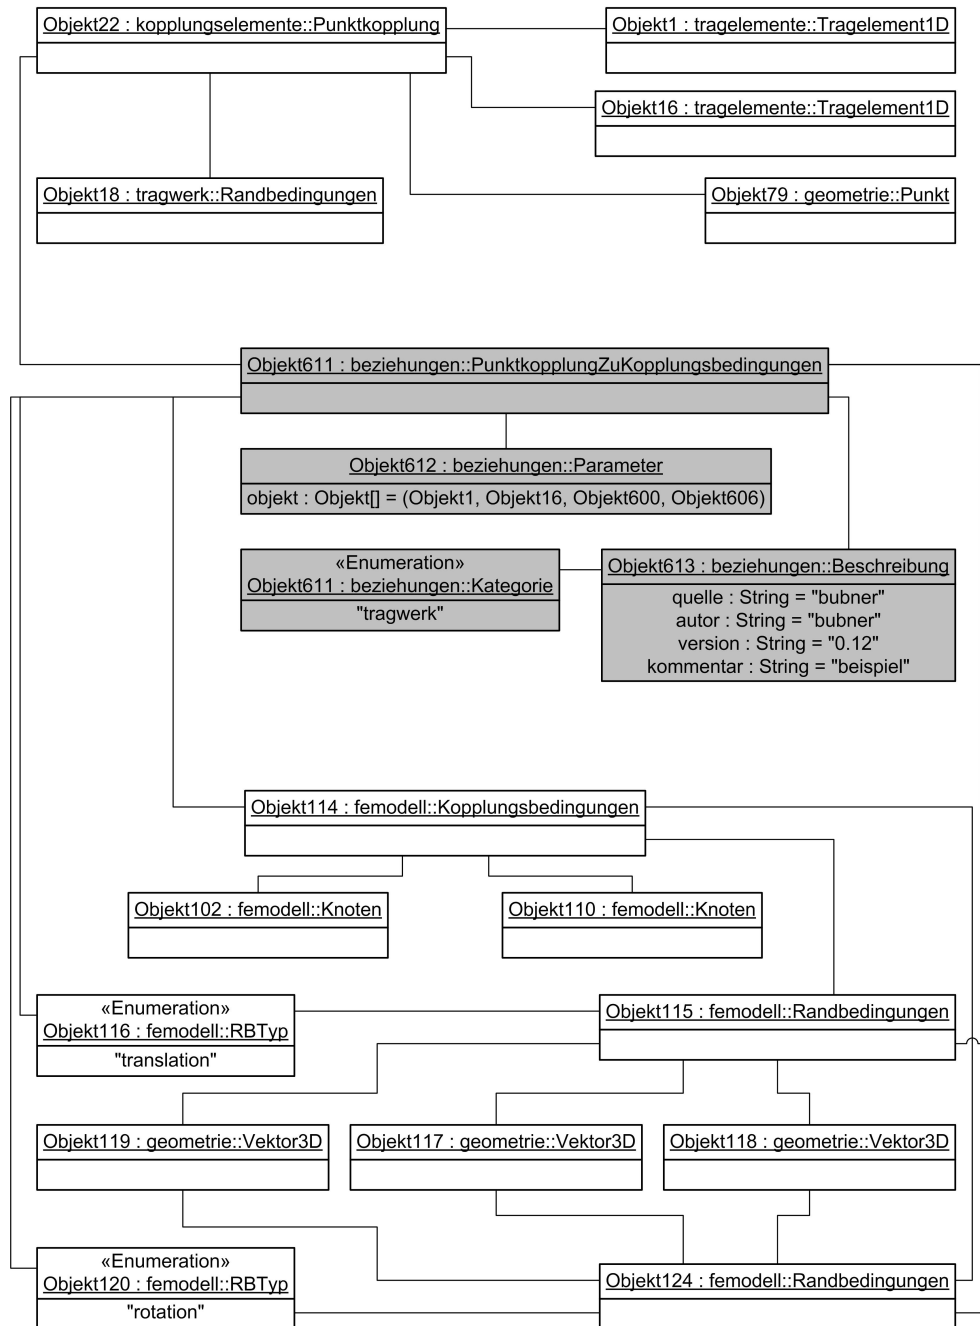 Objekt22 : kopplungselemente::Punktkopplung
Objekt1 : tragelemente::Tragelement1D
Objekt16 : tragelemente::Tragelement1D
Objekt18 : tragwerk::Randbedingungen
Objekt79 : geometrie::Punkt
Objekt611 : beziehungen::PunktkopplungZuKopplungsbedingungen
Objekt612 : beziehungen::Parameter
objekt : Objekt[] = (Objekt1, Objekt16, Objekt600, Objekt606)
«Enumeration»
Objekt611 : beziehungen::Kategorie
"tragwerk"
Objekt613 : beziehungen::Beschreibung
quelle : String = "bubner"
autor : String = "bubner"
version : String = "0.12"
kommentar : String = "beispiel"
Objekt114 : femodell::Kopplungsbedingungen
Objekt102 : femodell::Knoten
Objekt110 : femodell::Knoten
«Enumeration»
Objekt116 : femodell::RBTyp
"translation"
Objekt115 : femodell::Randbedingungen
Objekt119 : geometrie::Vektor3D
Objekt117 : geometrie::Vektor3D
Objekt118 : geometrie::Vektor3D
«Enumeration»
Objekt120 : femodell::RBTyp
"rotation"
Objekt124 : femodell::Randbedingungen